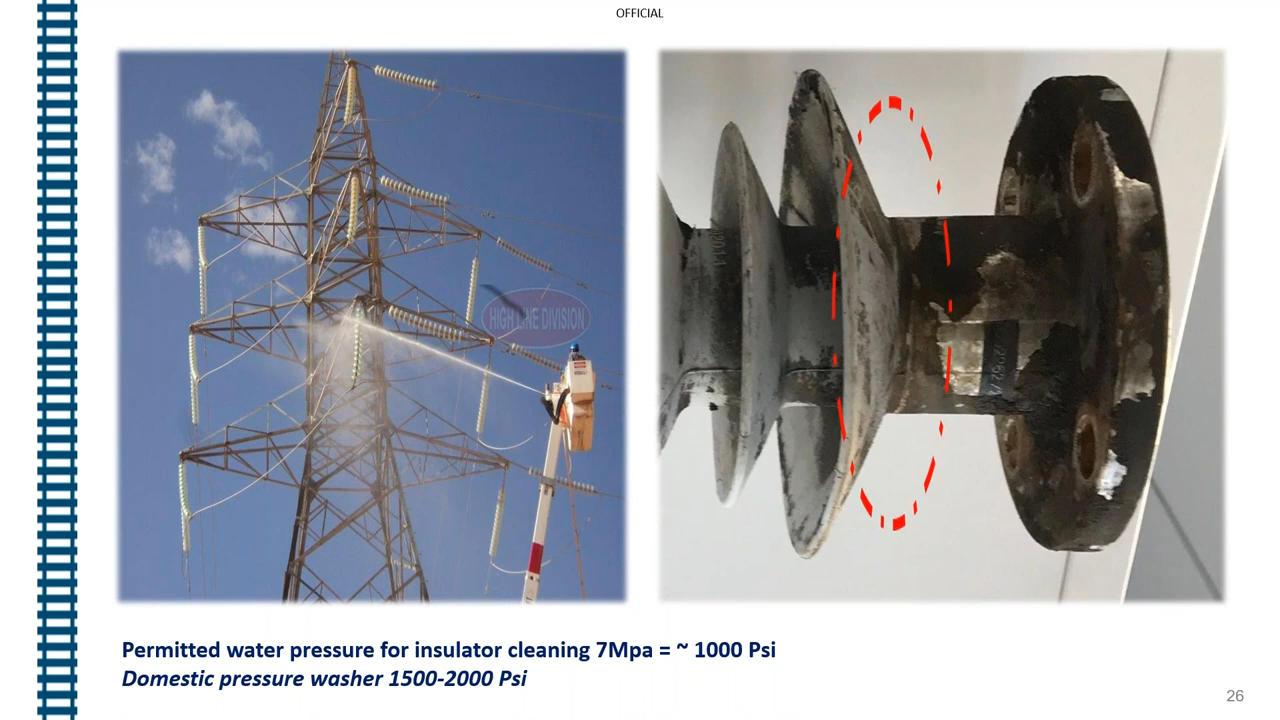 OFFICIAL
HIGH LINE DIVISION
Permitted water pressure for insulator cleaning 7Mpa = ~ 1000 Psi
Domestic pressure washer 1500-2000 Psi
26